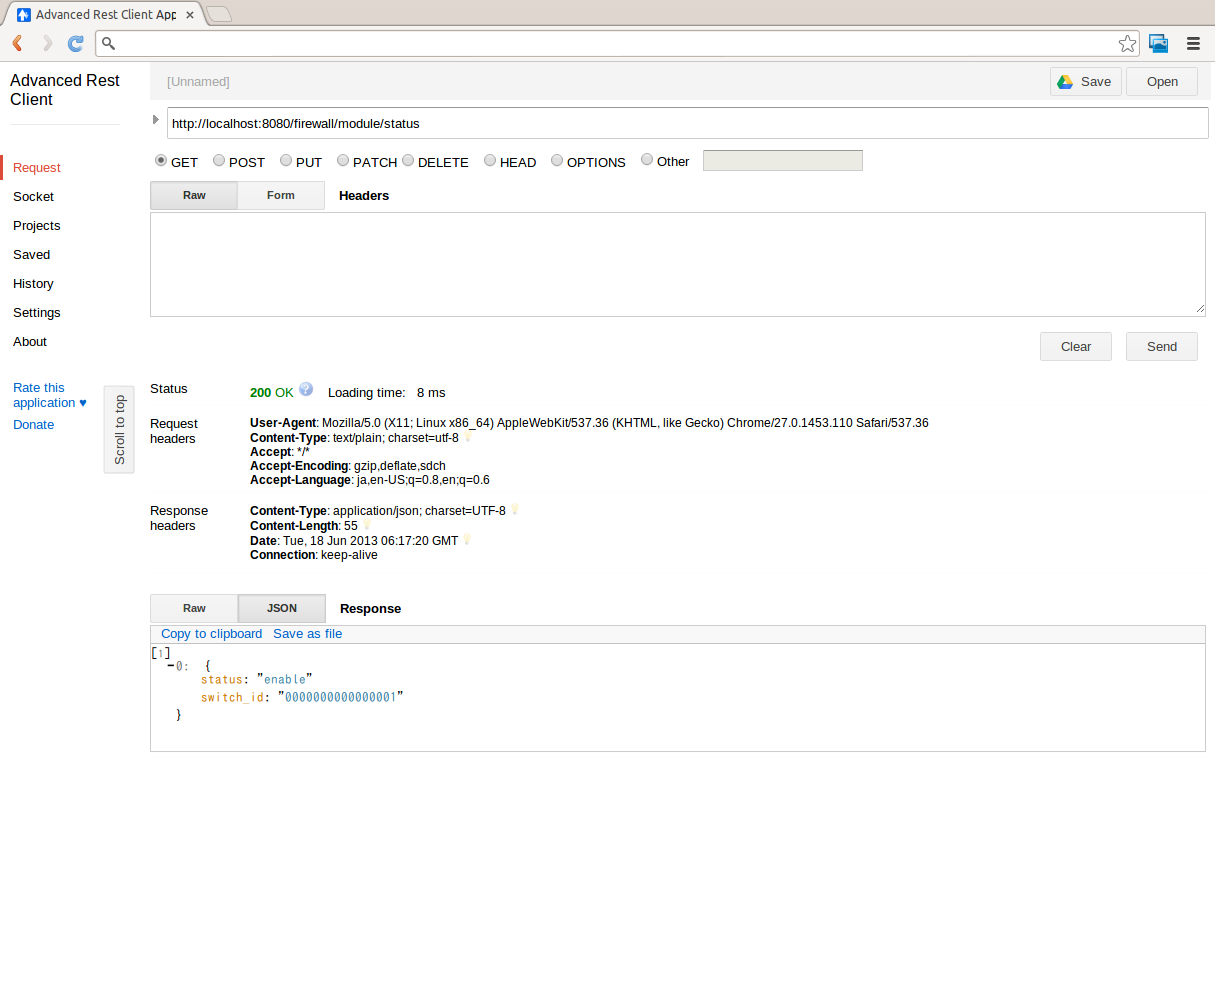 Advanced Rest Client App
Advanced Rest
Client
[Unnamed]
Save
Open
http://localhost:8080/firewall/module/status
GET POST PUT PATCH DELETE HEAD OPTIONS Other
Raw Form Headers
Request
Socket
Projects
Saved
History
Settings
About
Rate this
application ♥
Donate
Scroll to top
Clear
Send
Status 200 OK ? Loading time: 8 ms
Request
headers
User-Agent: Mozilla/5.0 (X11; Linux x86_64) AppleWebKit/537.36 (KHTML, like Gecko) Chrome/27.0.1453.110 Safari/537.36
Content-Type: text/plain; charset=utf-8
Accept: */*
Accept-Encoding: gzip,deflate,sdch
Accept-Language: ja,en-US;q=0.8,en;q=0.6
Response
headers
Content-Type: application/json; charset=UTF-8
Content-Length: 55
Date: Tue, 18 Jun 2013 06:17:20 GMT
Connection: keep-alive
Raw JSON Response
Copy to clipboard Save as file
[1]
-0: {
status: "enable"
switch_id: "0000000000000001"
}